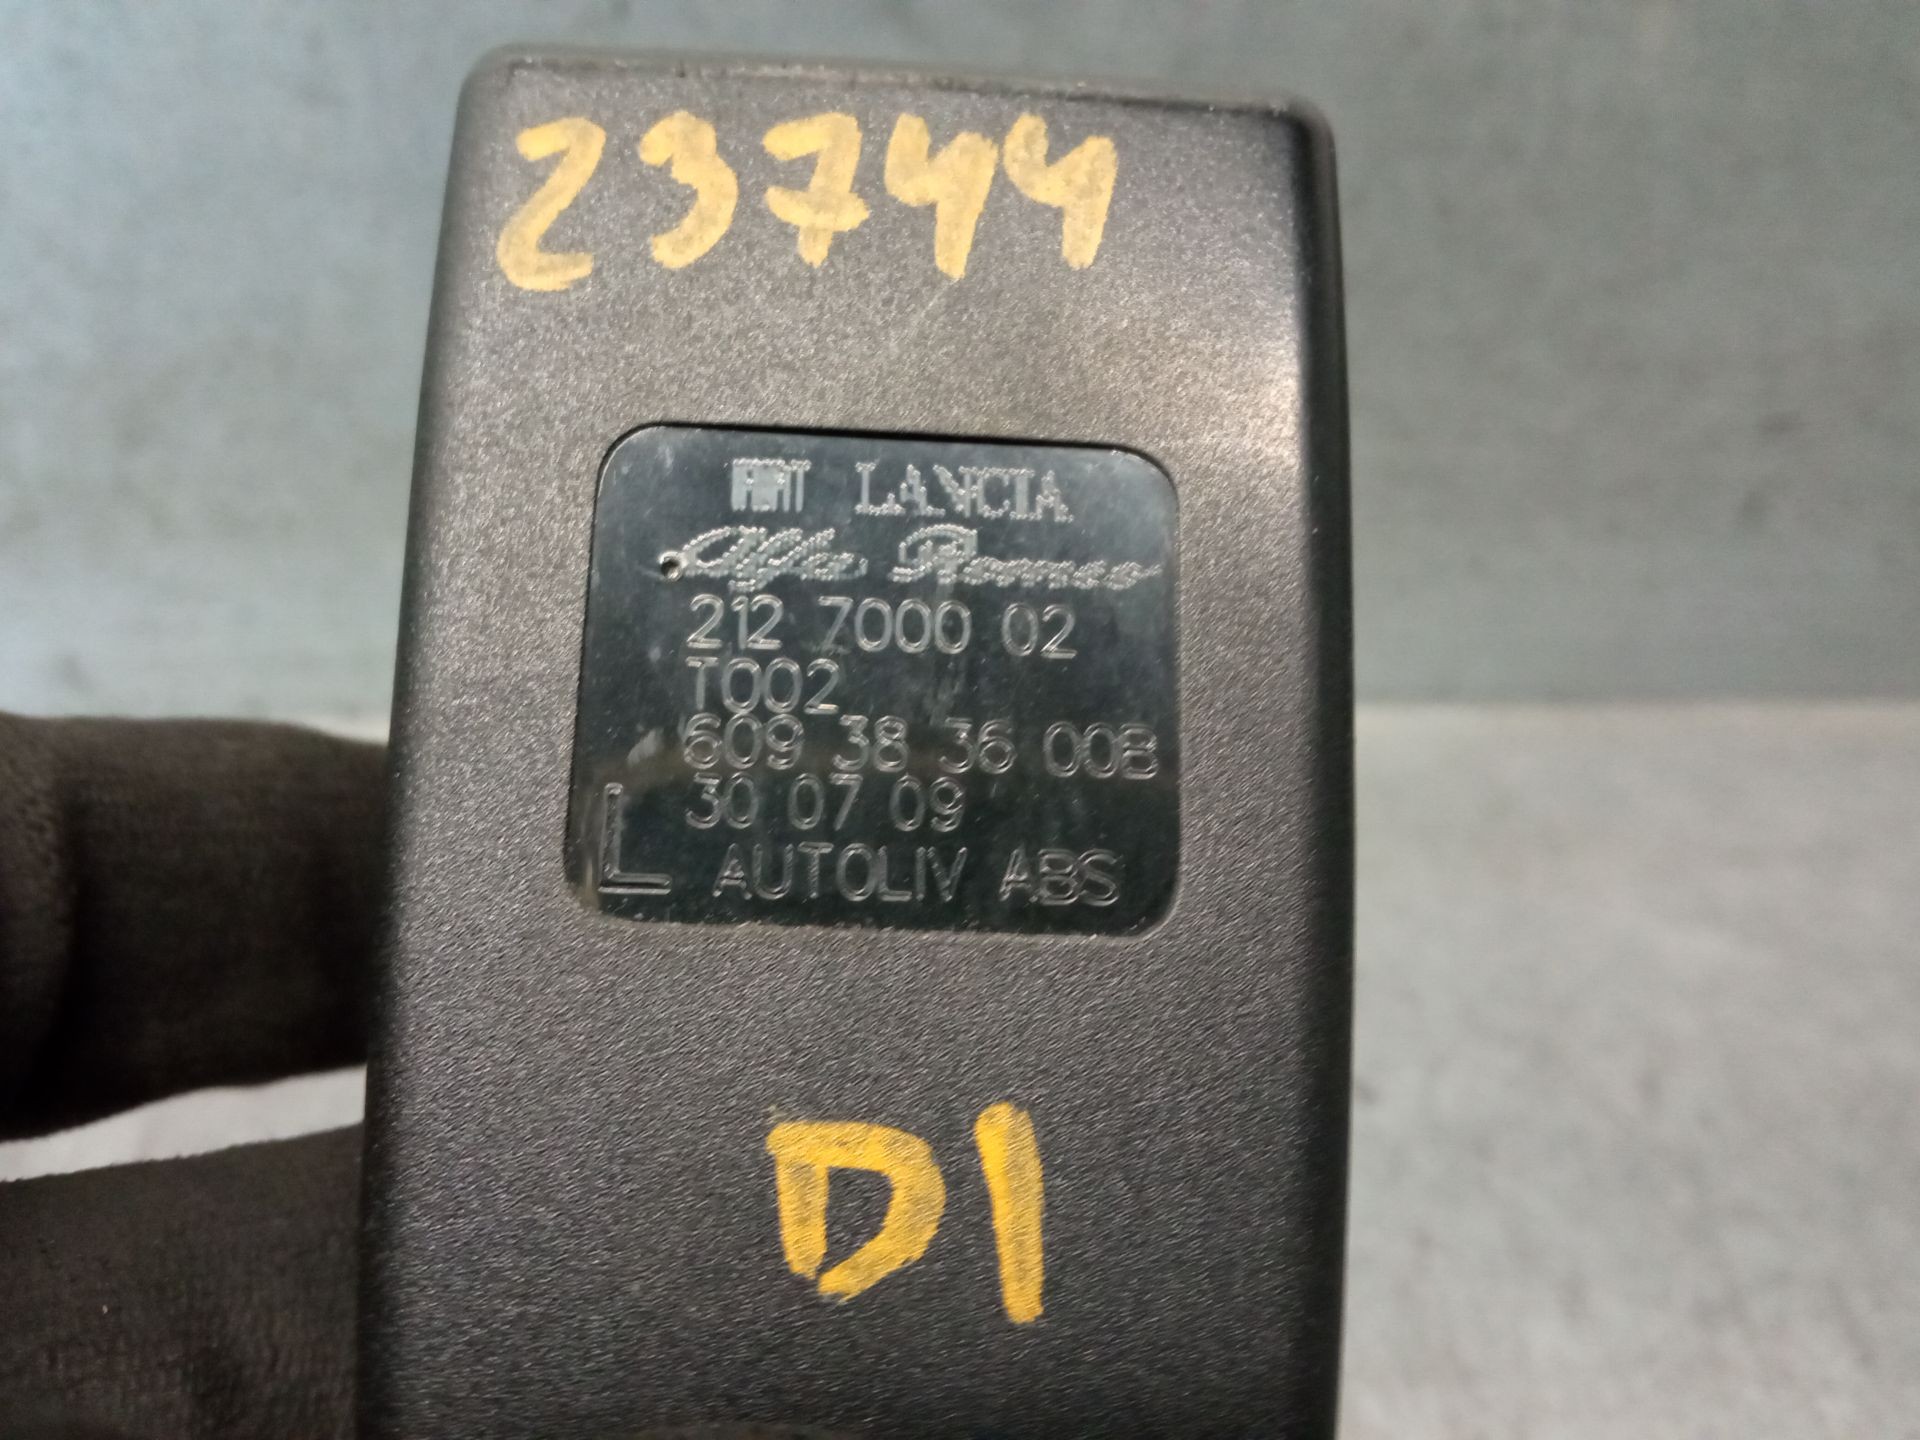 23744
FIAT LANCIA
Alfa Romeo
212 7000 02
T002
609 38 36 00B
30 07 09
L AUTOLIV ABS
D1